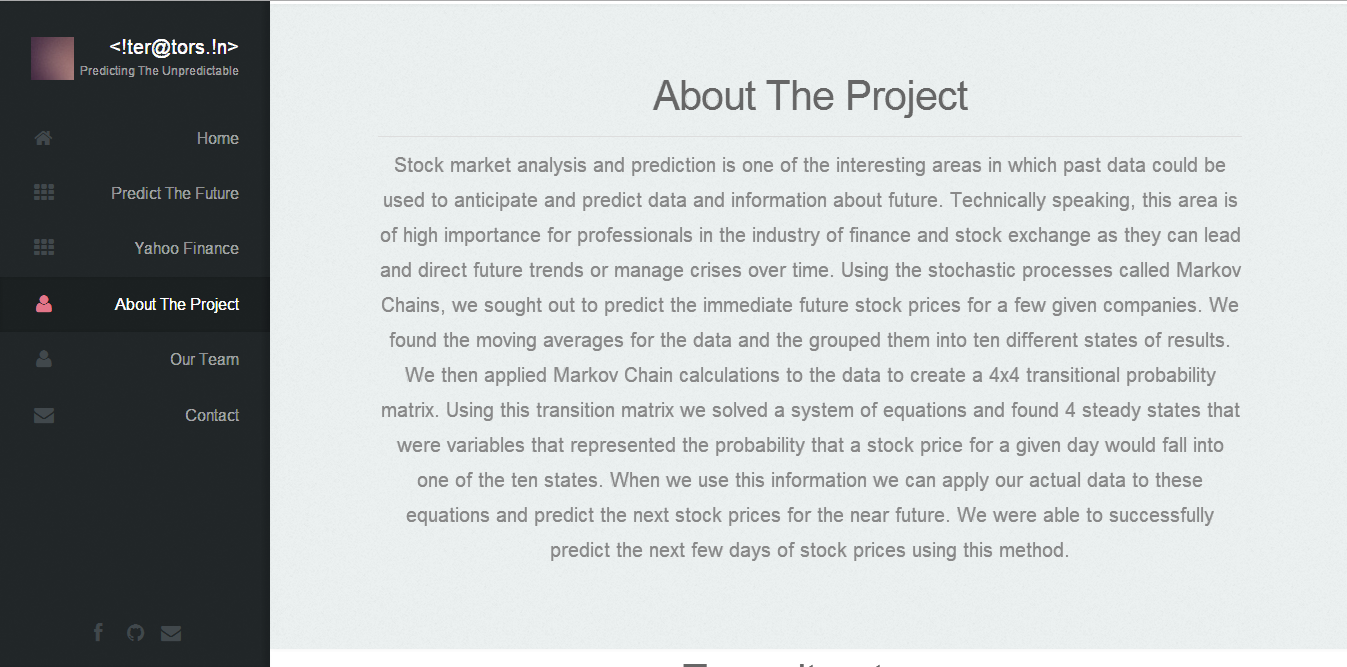 <!ter@tors.!n>
Predicting The Unpredictable
Home
Predict The Future
Yahoo Finance
About The Project
Our Team
Contact
About The Project
Stock market analysis and prediction is one of the interesting areas in which past data could be
used to anticipate and predict data and information about future. Technically speaking, this area is
of high importance for professionals in the industry of finance and stock exchange as they can lead
and direct future trends or manage crises over time. Using the stochastic processes called Markov
Chains, we sought out to predict the immediate future stock prices for a few given companies. We
found the moving averages for the data and the grouped them into ten different states of results.
We then applied Markov Chain calculations to the data to create a 4x4 transitional probability
matrix. Using this transition matrix we solved a system of equations and found 4 steady states that
were variables that represented the probability that a stock price for a given day would fall into
one of the ten states. When we use this information we can apply our actual data to these
equations and predict the next stock prices for the near future. We were able to successfully
predict the next few days of stock prices using this method.